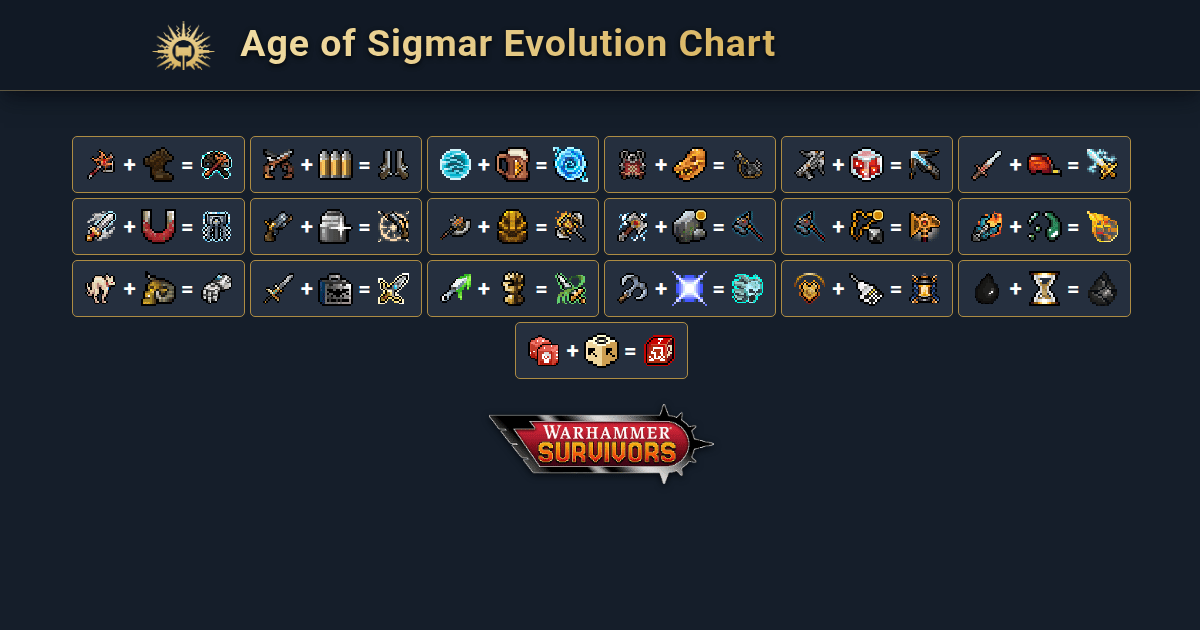 Age of Sigmar Evolution Chart
+ = + = + = + = + = + =
+ = + = + = + = + = + =
+ = + = + = + = + = + =
+ =
WARHAMMER
SURVIVORS